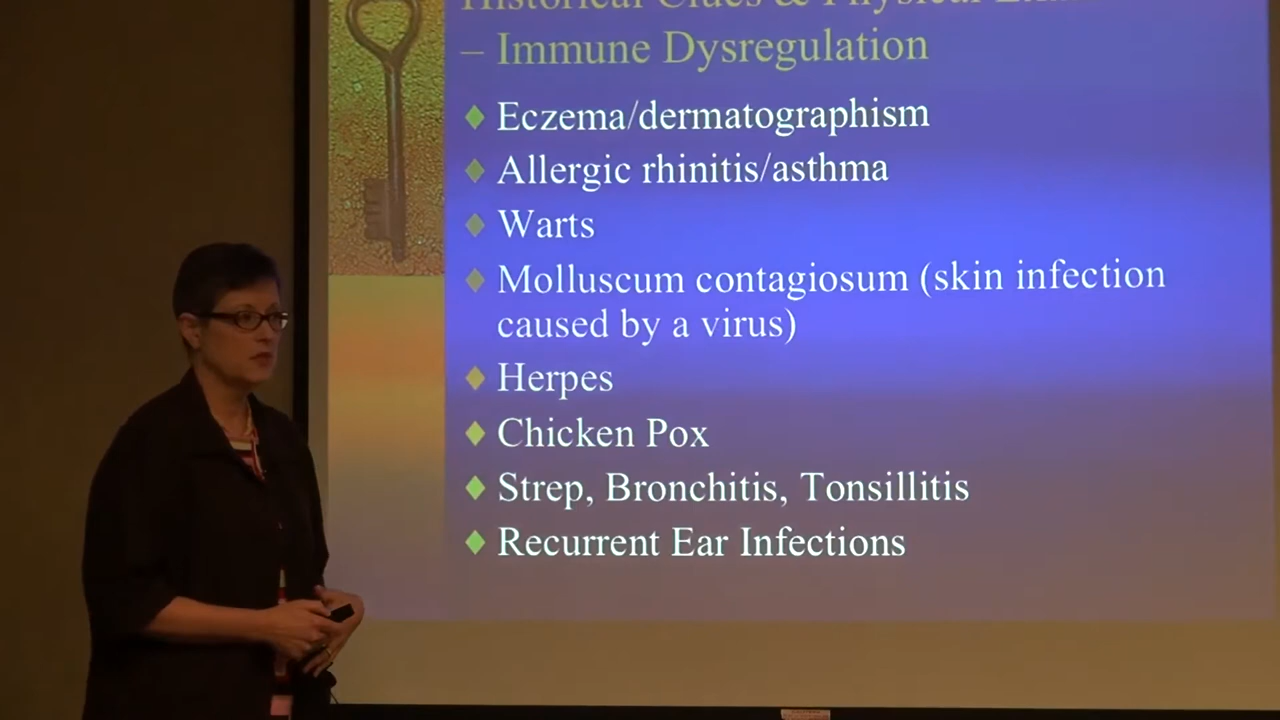 Historical Clues & Physical
– Immune Dysregulation
Eczema/dermatographism
Allergic rhinitis/asthma
Warts
Molluscum contagiosum (skin infection
caused by a virus)
Herpes
Chicken Pox
Strep, Bronchitis, Tonsillitis
Recurrent Ear Infections